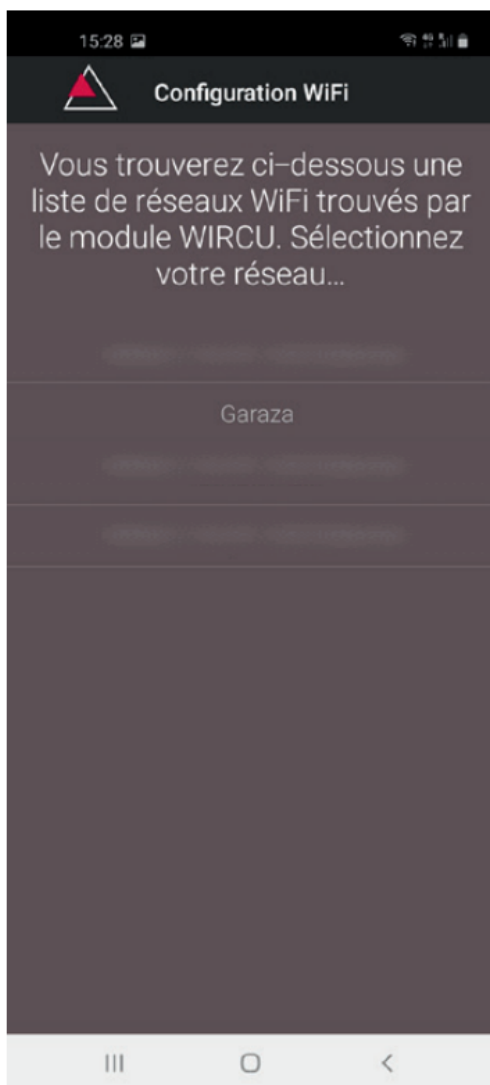 15:28
Configuration WiFi
Vous trouverez ci-dessous une
liste de réseaux WiFi trouvés par
le module WIRCU. Sélectionnez
votre réseau...
Garaza